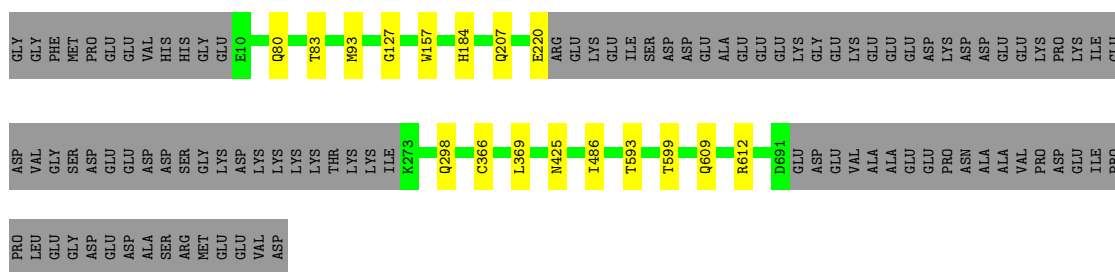 GLY GLY PHE MET PRO GLU GLU VAL HIS HIS GLY GLU E10 Q80 T83 M93 G127 W157 H184 Q207 E220 ARG GLU LYS GLU ILE SER ASP ASP GLU ALA GLU GLU GLU LYS GLY GLU LYS GLU GLU GLU ASP LYS ASP ASP GLU GLU LYS PRO LYS ILE GLU
ASP VAL GLY SER ASP GLU GLU ASP ASP SER GLY LYS ASP LYS LYS LYS LYS THR LYS LYS ILE K273 Q298 C366 L369 N425 I486 T593 T599 Q609 R612 D691 GLU ASP GLU VAL ALA ALA GLU GLU PRO ASN ALA ALA VAL PRO ASP GLU ILE PRO
PRO LEU GLU GLY ASP GLU ASP ALA SER ARG MET GLU GLU VAL ASP